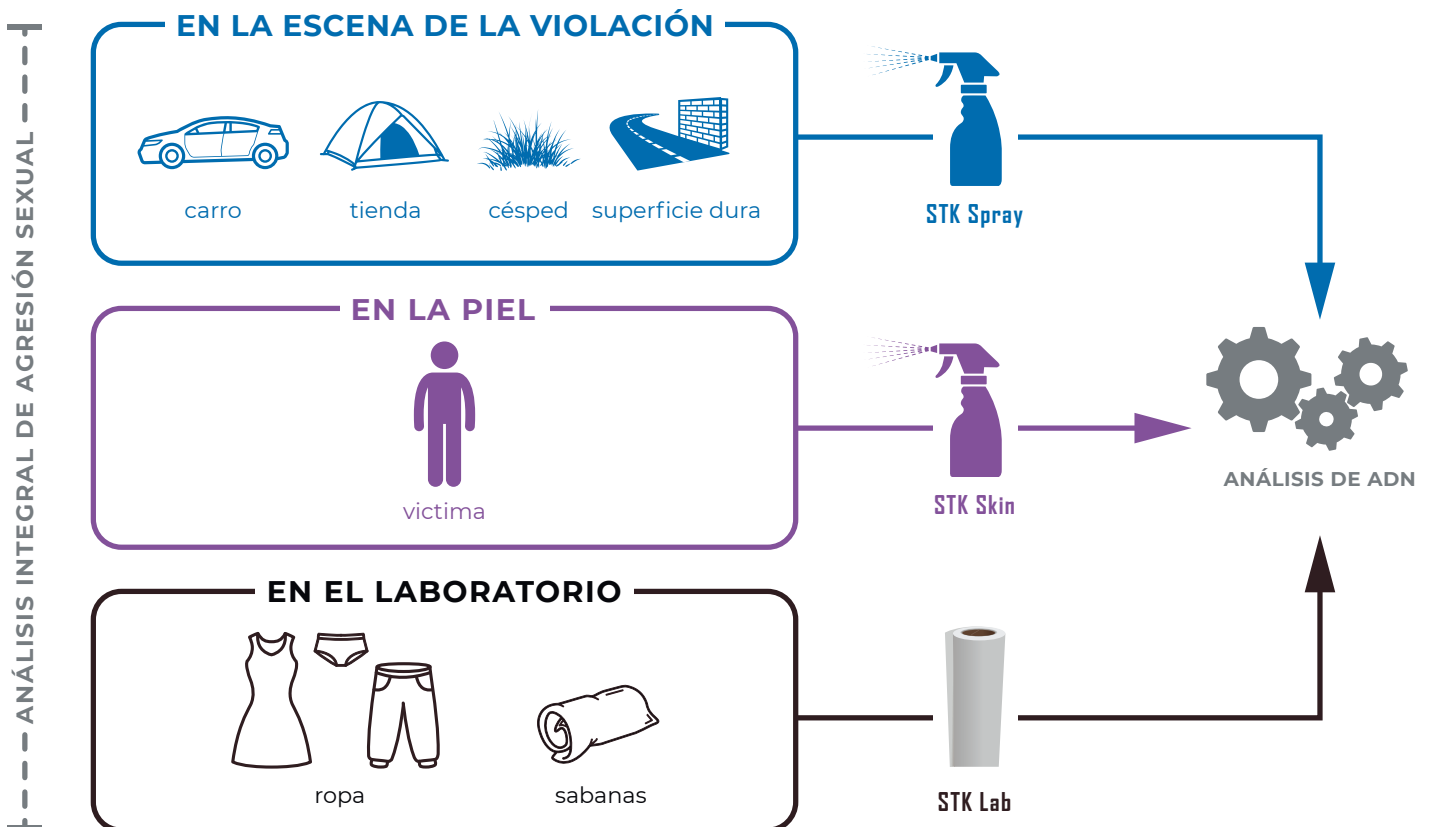 ANÁLISIS INTEGRAL DE AGRESIÓN SEXUAL
EN LA ESCENA DE LA VIOLACIÓN
carro
tienda
césped
superficie dura
STK Spray
EN LA PIEL
victima
STK Skin
ANÁLISIS DE ADN
EN EL LABORATORIO
ropa
sabanas
STK Lab